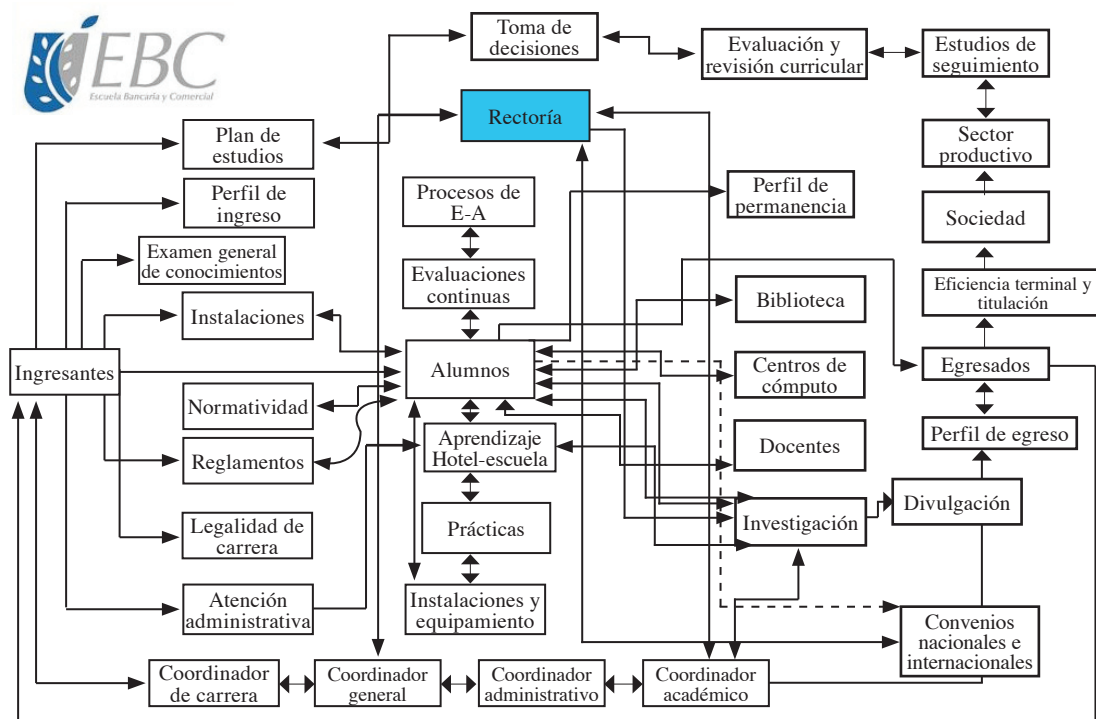 EBC
Escuela Bancaria y Comercial
Toma de
decisiones
Evaluación y
revisión curricular
Estudios de
seguimiento
Rectoría
Plan de
estudios
Sector
productivo
Perfil de
ingreso
Procesos de
E-A
Perfil de
permanencia
Sociedad
Examen general
de conocimientos
Evaluaciones
continuas
Biblioteca
Eficiencia terminal y
titulación
Instalaciones
Ingresantes
Alumnos
Centros de
cómputo
Egresados
Normatividad
Aprendizaje
Hotel-escuela
Docentes
Perfil de egreso
Reglamentos
Divulgación
Legalidad de
carrera
Prácticas
Investigación
Atención
administrativa
Instalaciones y
equipamiento
Convenios
nacionales e
internacionales
Coordinador
de carrera
Coordinador
general
Coordinador
administrativo
Coordinador
académico